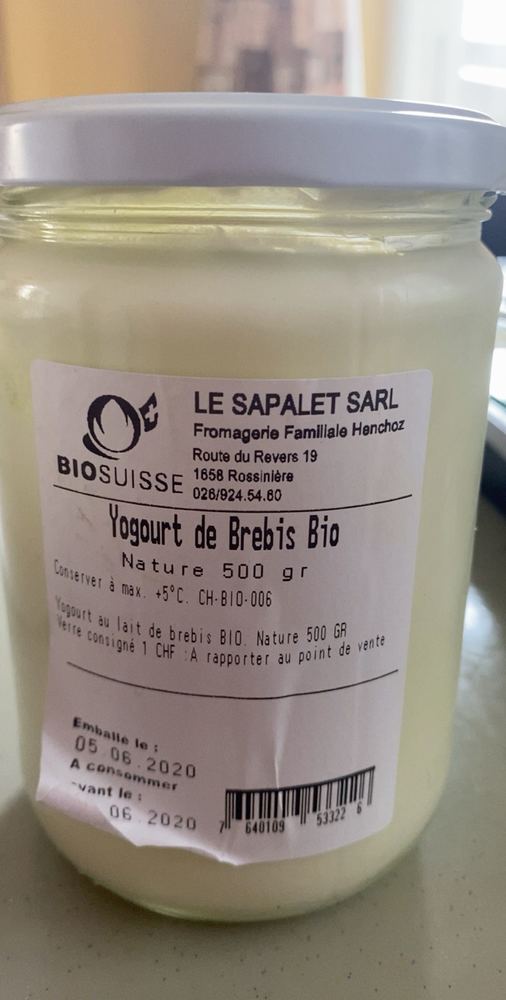 BIOSUISSE
LE SAPALET SARL
Fromagerie Familiale Henchoz
Route du Revers 19
1658 Rossinière
026/924.54.60
Yogourt de Brebis Bio
Nature 500 gr
Conserver à max. +5°C. CH-BIO-006
Yogourt au lait de brebis BIO. Nature 500 GR
Verre consigné 1 CHF :A rapporter au point de vente
Emballé le :
05.06.2020
A consommer
avant le :
06.2020
7 640109 53322 6